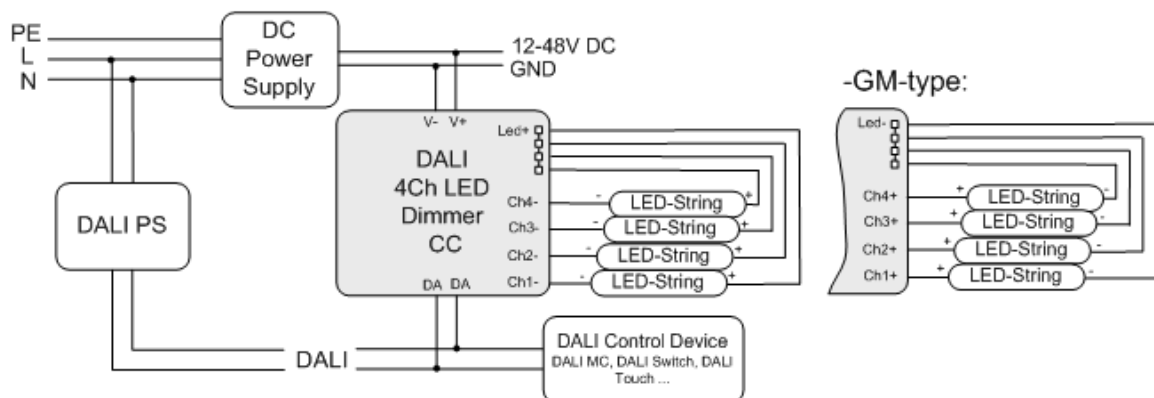 PE
L
N
DC
Power
Supply
12-48V DC
GND
-GM-type:
V- V+
Led+
DALI
4Ch LED
Dimmer
CC
Ch4-
Ch3-
Ch2-
Ch1-
DA DA
- LED-String +
- LED-String +
- LED-String +
- LED-String +
Led-
Ch4+
Ch3+
Ch2+
Ch1+
+ LED-String -
+ LED-String -
+ LED-String -
+ LED-String -
DALI PS
DALI
DALI Control Device
DALI MC, DALI Switch, DALI
Touch ...